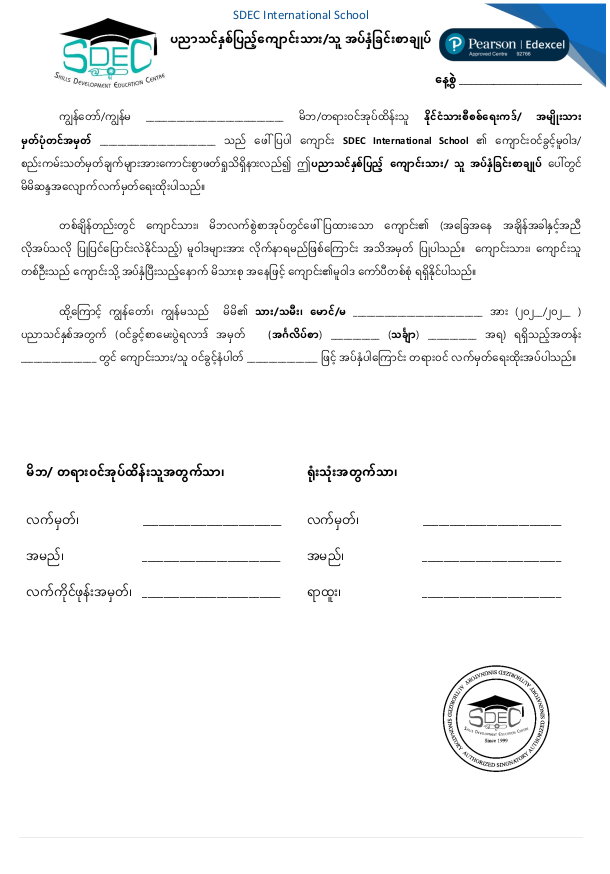 SDEC International School
SDEC
SKILLS DEVELOPMENT EDUCATION CENTRE
ပညာသင်နှစ်ပြည့်ကျောင်းသား/သူ အပ်နှံခြင်းစာချုပ်
Pearson | Edexcel
Approved Centre 92766
နေ့စွဲ ____________________
ကျွန်တော်/ကျွန်မ ____________________ မိဘ/တရားဝင်အုပ်ထိန်းသူ နိုင်ငံသားစိစစ်ရေးကဒ်/ အမျိုးသား
မှတ်ပုံတင်အမှတ် ____________________ သည် ဖေါ်ပြပါ ကျောင်း SDEC International School ၏ ကျောင်းဝင်ခွင့်မူဝါဒ/
စည်းကမ်းသတ်မှတ်ချက်များအားကောင်းစွာဖတ်ရှုသိရှိနားလည်၍ ဤပညာသင်နှစ်ပြည့် ကျောင်းသား/ သူ အပ်နှံခြင်းစာချုပ် ပေါ်တွင်
မိမိဆန္ဒအလျောက်လက်မှတ်ရေးထိုးပါသည်။
တစ်ချိန်တည်းတွင် ကျောင်သား၊ မိဘလက်စွဲစာအုပ်တွင်ဖေါ်ပြထားသော ကျောင်း၏ (အခြေအနေ အချိန်အခါနှင့်အညီ
လိုအပ်သလို ပြုပြင်ပြောင်းလဲနိုင်သည့်) မူဝါဒများအား လိုက်နာရမည်ဖြစ်ကြောင်း အသိအမှတ် ပြုပါသည်။ ကျောင်းသား၊ ကျောင်းသူ
တစ်ဦးသည် ကျောင်းသို့ အပ်နှံပြီးသည့်နောက် မိသားစု အနေဖြင့် ကျောင်း၏မူဝါဒ ကော်ပီတစ်စုံ ရရှိနိုင်ပါသည်။
ထို့ကြောင့် ကျွန်တော်၊ ကျွန်မသည် မိမိ၏ သား/သမီး၊ မောင်/မ ____________________ အား (၂၀၂__/၂၀၂__ )
ပညာသင်နှစ်အတွက် (ဝင်ခွင့်စာမေးပွဲရလာဒ် အမှတ် (အင်္ဂလိပ်စာ) __________ (သင်္ချာ) __________ အရ) ရရှိသည့်အတန်း
______________ တွင် ကျောင်းသား/သူ ဝင်ခွင့်နံပါတ် ______________ ဖြင့် အပ်နှံပါကြောင်း တရားဝင် လက်မှတ်ရေးထိုးအပ်ပါသည်။
မိဘ/ တရားဝင်အုပ်ထိန်းသူအတွက်သာ၊ ရုံးသုံးအတွက်သာ၊
လက်မှတ်၊ ____________________ လက်မှတ်၊ ____________________
အမည်၊ ____________________ အမည်၊ ____________________
လက်ကိုင်ဖုန်းအမှတ်၊ ____________________ ရာထူး၊ ____________________
AUTHORIZED SINGNATORY AUTHORIZED SINGNATORY AUTHORIZED SINGNATORY
SDEC
SKILLS DEVELOPMENT EDUCATION CENTRE
Since 1999